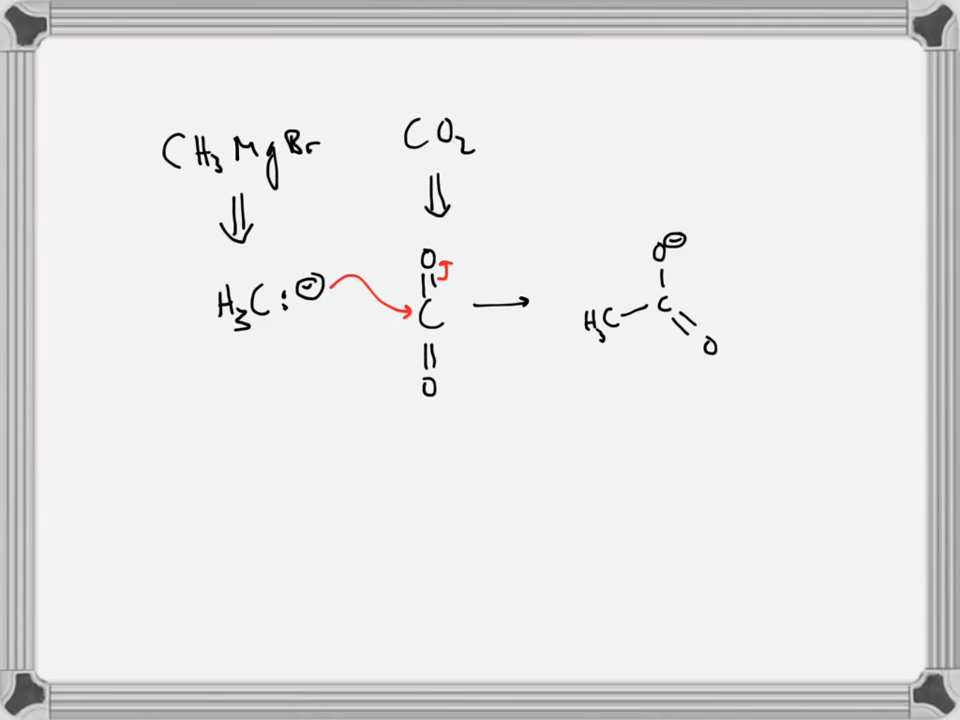 CH₃MgBr CO₂
⇓ ⇓
O O⊖
|| |
H₃C:⊖ C → H₃C-C=O
||
O